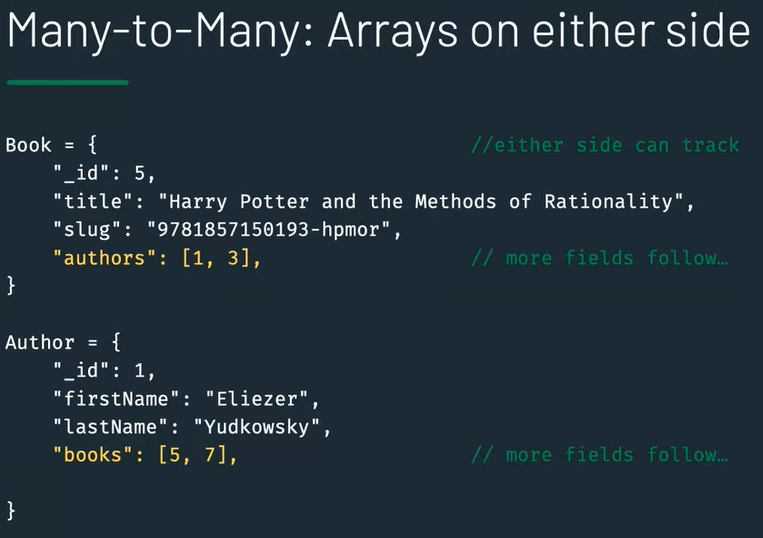 Many-to-Many: Arrays on either side
Book = { //either side can track
"_id": 5,
"title": "Harry Potter and the Methods of Rationality",
"slug": "9781857150193-hpmor",
"authors": [1, 3], // more fields follow…
}
Author = {
"_id": 1,
"firstName": "Eliezer",
"lastName": "Yudkowsky",
"books": [5, 7], // more fields follow…
}